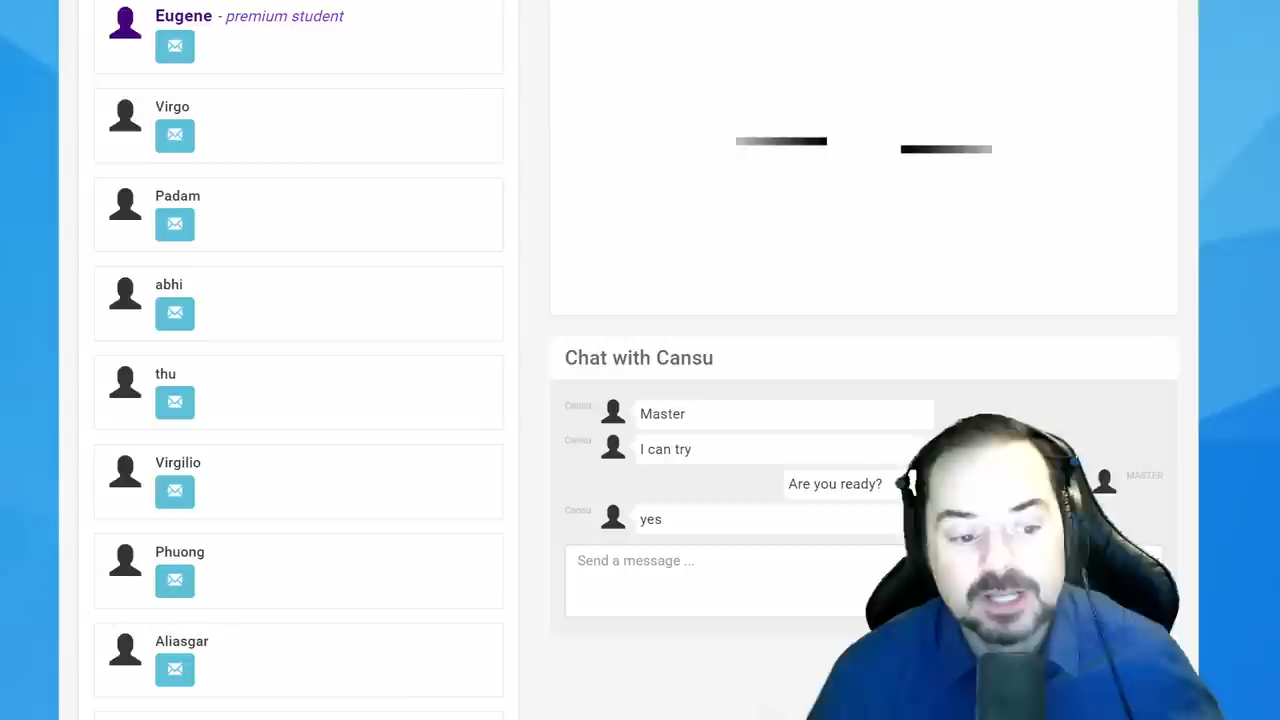 Eugene - premium student
Virgo
Padam
abhi
thu
Virgilio
Phuong
Aliasgar
Chat with Cansu
Cansu Master
Cansu I can try
Are you ready? MASTER
Cansu yes
Send a message ...